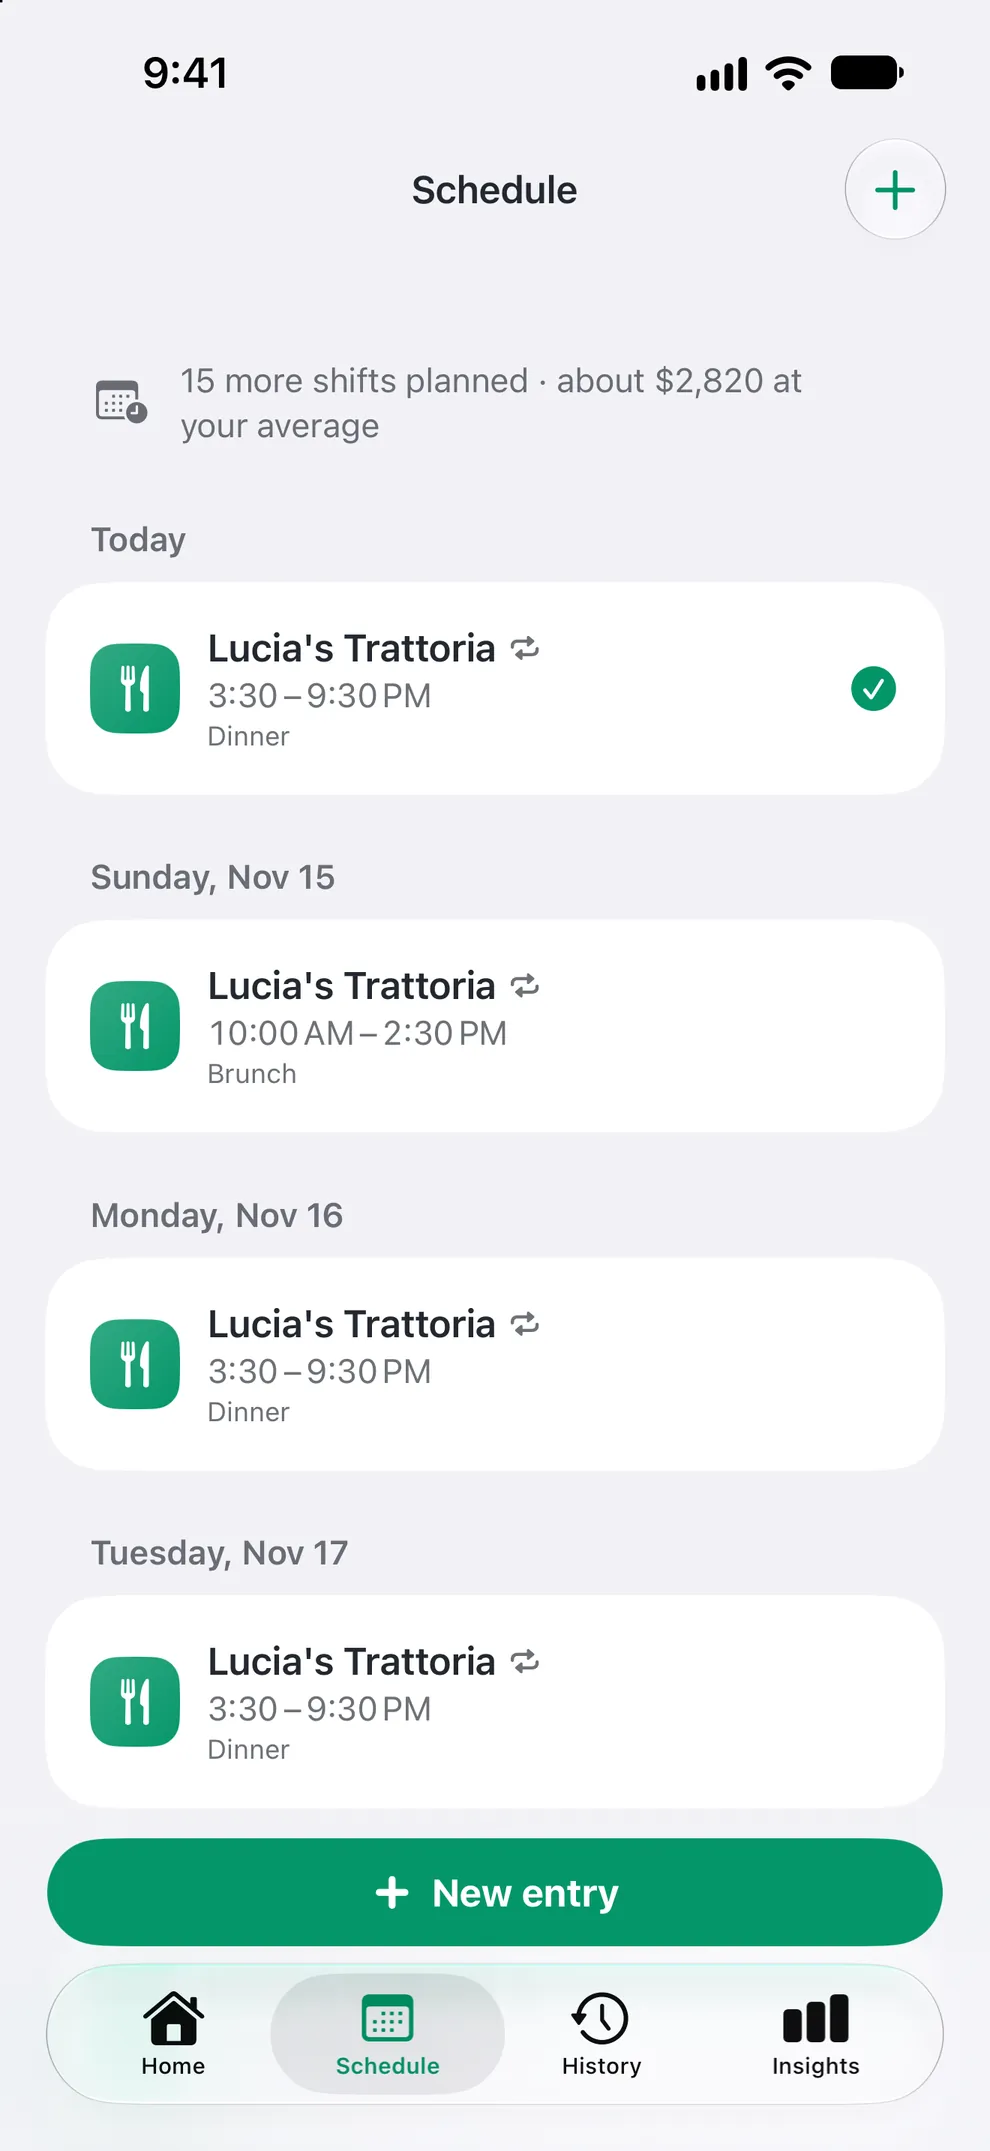 9:41
Schedule
15 more shifts planned · about $2,820 at
your average
Today
Lucia's Trattoria
3:30 – 9:30 PM
Dinner
Sunday, Nov 15
Lucia's Trattoria
10:00 AM – 2:30 PM
Brunch
Monday, Nov 16
Lucia's Trattoria
3:30 – 9:30 PM
Dinner
Tuesday, Nov 17
Lucia's Trattoria
3:30 – 9:30 PM
Dinner
+ New entry
Home
Schedule
History
Insights